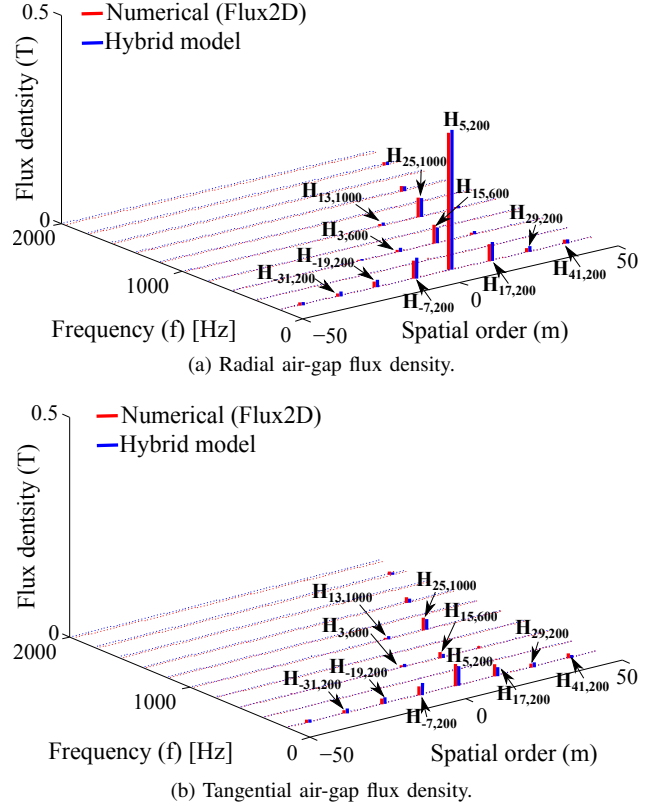 0.5
Numerical (Flux2D)
Hybrid model
Flux dentsity (T)
H5,200
H25,1000
H15,600
H13,1000
H29,200
H3,600
H-19,200
H-31,200
0
2000
1000
0
−50
H-7,200
0
H17,200
H41,200
50
Frequency (f) [Hz]
Spatial order (m)
(a) Radial air-gap flux density.
0.5
Numerical (Flux2D)
Hybrid model
Flux dentsity (T)
H25,1000
H13,1000
H15,600
H3,600
H29,200
H5,200
H-19,200
H-31,200
0
2000
1000
0
−50
H-7,200
0
H17,200
H41,200
50
Frequency (f) [Hz]
Spatial order (m)
(b) Tangential air-gap flux density.